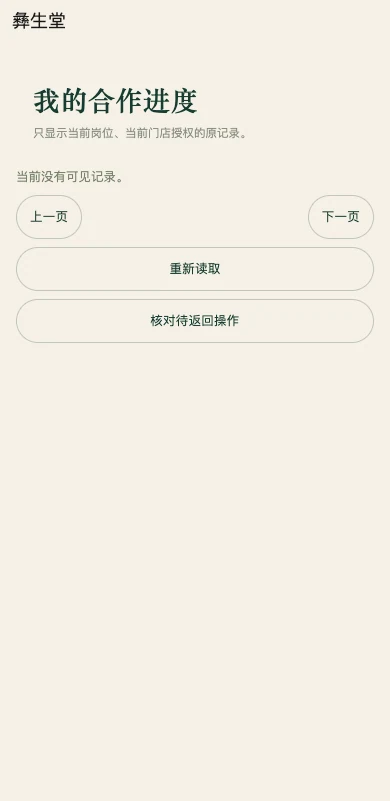 彝生堂
我的合作进度
只显示当前岗位、当前门店授权的原记录。
当前没有可见记录。
上一页
下一页
重新读取
核对待返回操作